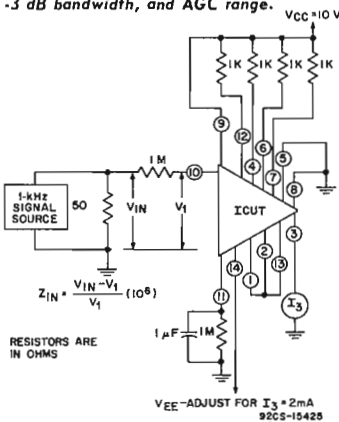 -3 dB bandwidth, and AGC range.
VCC=10 V
1K
1K
1K
1K
9
12
4
6
7
5
8
1 M
10
1-kHz
SIGNAL
SOURCE
50
VIN
V1
ICUT
3
2
13
14
1
11
I3
ZIN = VIN-V1 / V1 (10⁶)
1 µF
1M
RESISTORS ARE
IN OHMS
VEE-ADJUST FOR I3=2mA
92CS-15425